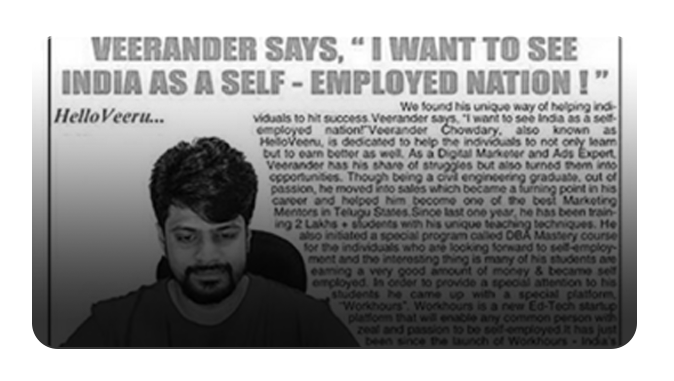 VEERANDER SAYS, “ I WANT TO SEE
INDIA AS A SELF - EMPLOYED NATION ! ”
HelloVeeru...
We found his unique way of helping indi-
viduals to hit success.Veerander says, "I want to see India as a self-
employed nation!"Veerander Chowdary, also known as
HelloVeeru, is dedicated to help the individuals to not only learn
but to earn better as well. As a Digital Marketer and Ads Expert,
Veerander has his share of struggles but also turned them into
opportunities. Though being a civil engineering graduate, out of
passion, he moved into sales which became a turning point in his
career and helped him become one of the best Marketing
Mentors in Telugu States.Since last one year, he has been train-
ing 2 Lakhs + students with his unique teaching techniques. He
also initiated a special program called DBA Mastery course
for the individuals who are looking forward to self-employ-
ment and the interesting thing is many of his students are
earning a very good amount of money & became self
employed. In order to provide a special attention to his
students he came up with a special platform,
"Workhours". Workhours is a new Ed-Tech startup
platform that will enable any common person with
zeal and passion to be self-employed.It has just
been since the launch of Workhours - India's